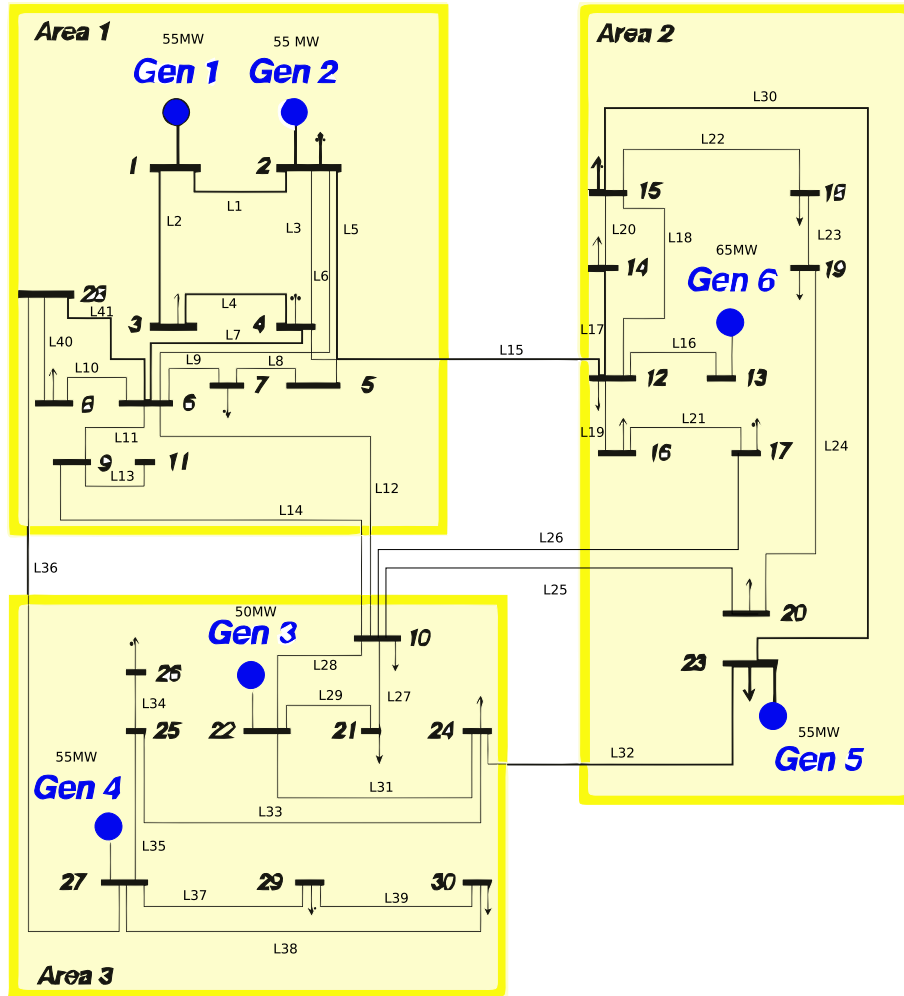 Area 1
55MW
55 MW
Gen 1
Gen 2
1
2
L1
L2
L3
L5
L6
L4
3
4
L7
28
L41
L40
L10
L9
L8
8
6
7
5
L11
9
11
L13
L12
L14
L15
Area 2
L30
L22
15
18
L20
L18
L23
65MW
14
19
Gen 6
L17
L16
12
13
L19
L21
16
17
L24
L26
L25
20
23
55MW
Gen 5
L32
L36
50MW
Gen 3
10
26
L28
L27
L34
L29
25
22
21
24
55MW
Gen 4
L31
L33
L35
27
29
30
L37
L39
L38
Area 3